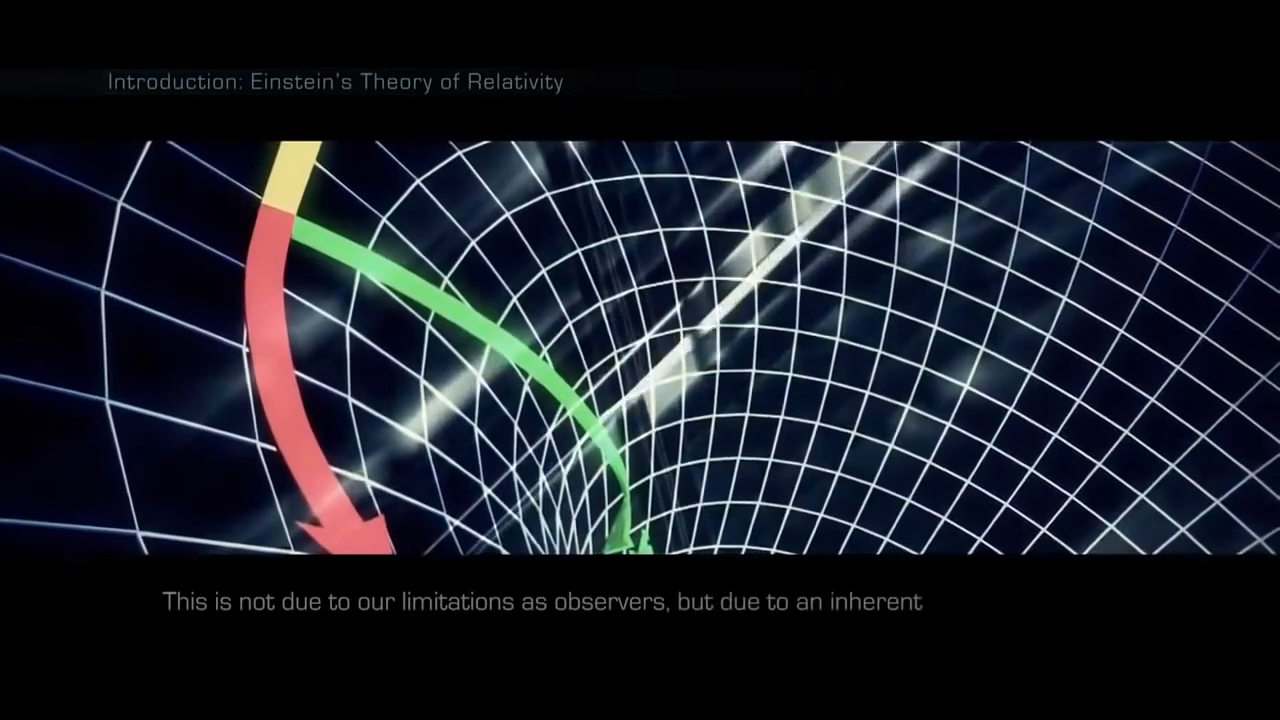 Introduction: Einstein's Theory of Relativity
This is not due to our limitations as observers, but due to an inherent